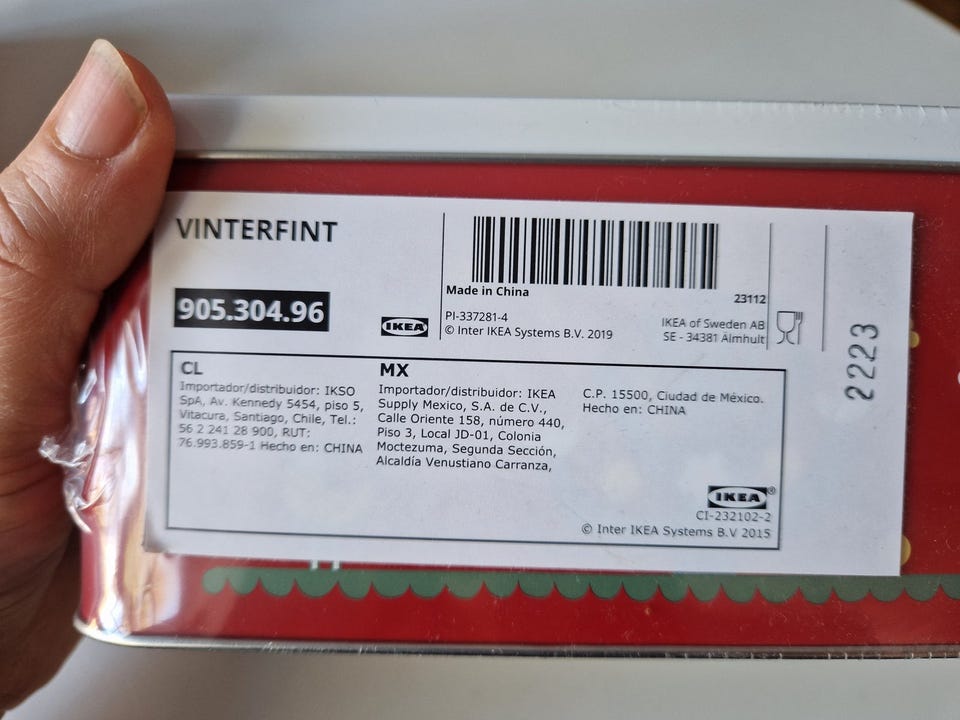 VINTERFINT
905.304.96
IKEA
Made in China
23112
PI-337281-4
© Inter IKEA Systems B.V. 2019
IKEA of Sweden AB
SE - 34381 Älmhult
2223
CL
Importador/distribuidor: IKSO
SpA, Av. Kennedy 5454, piso 5,
Vitacura, Santiago, Chile, Tel.:
56 2 241 28 900, RUT:
76.993.859-1 Hecho en: CHINA
MX
Importador/distribuidor: IKEA
Supply Mexico, S.A. de C.V.,
Calle Oriente 158, número 440,
Piso 3, Local JD-01, Colonia
Moctezuma, Segunda Sección,
Alcaldía Venustiano Carranza,
C.P. 15500, Ciudad de México.
Hecho en: CHINA
IKEA®
CI-232102-2
© Inter IKEA Systems B.V 2015